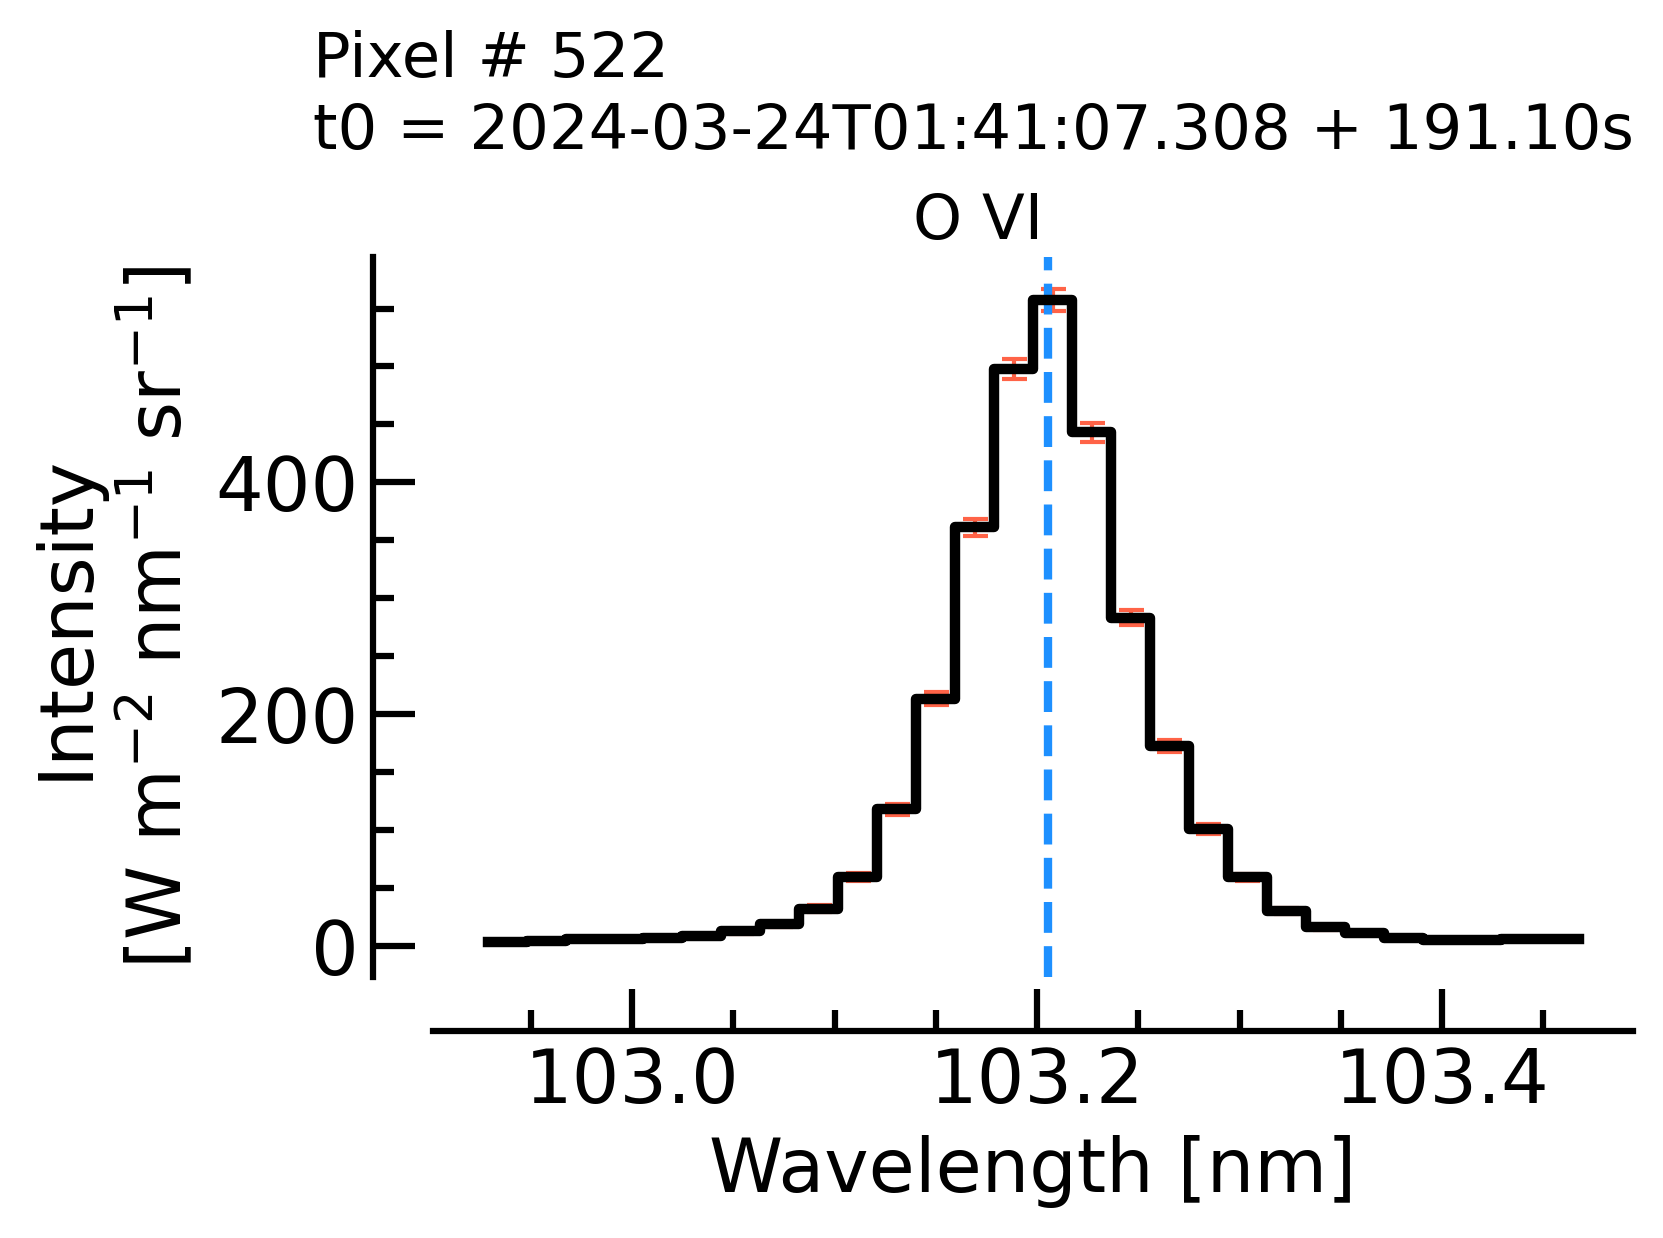 Pixel # 522
t0 = 2024-03-24T01:41:07.308 + 191.10s
O VI
Intensity
[W m⁻² nm⁻¹ sr⁻¹]
400
200
0
103.0 103.2 103.4
Wavelength [nm]